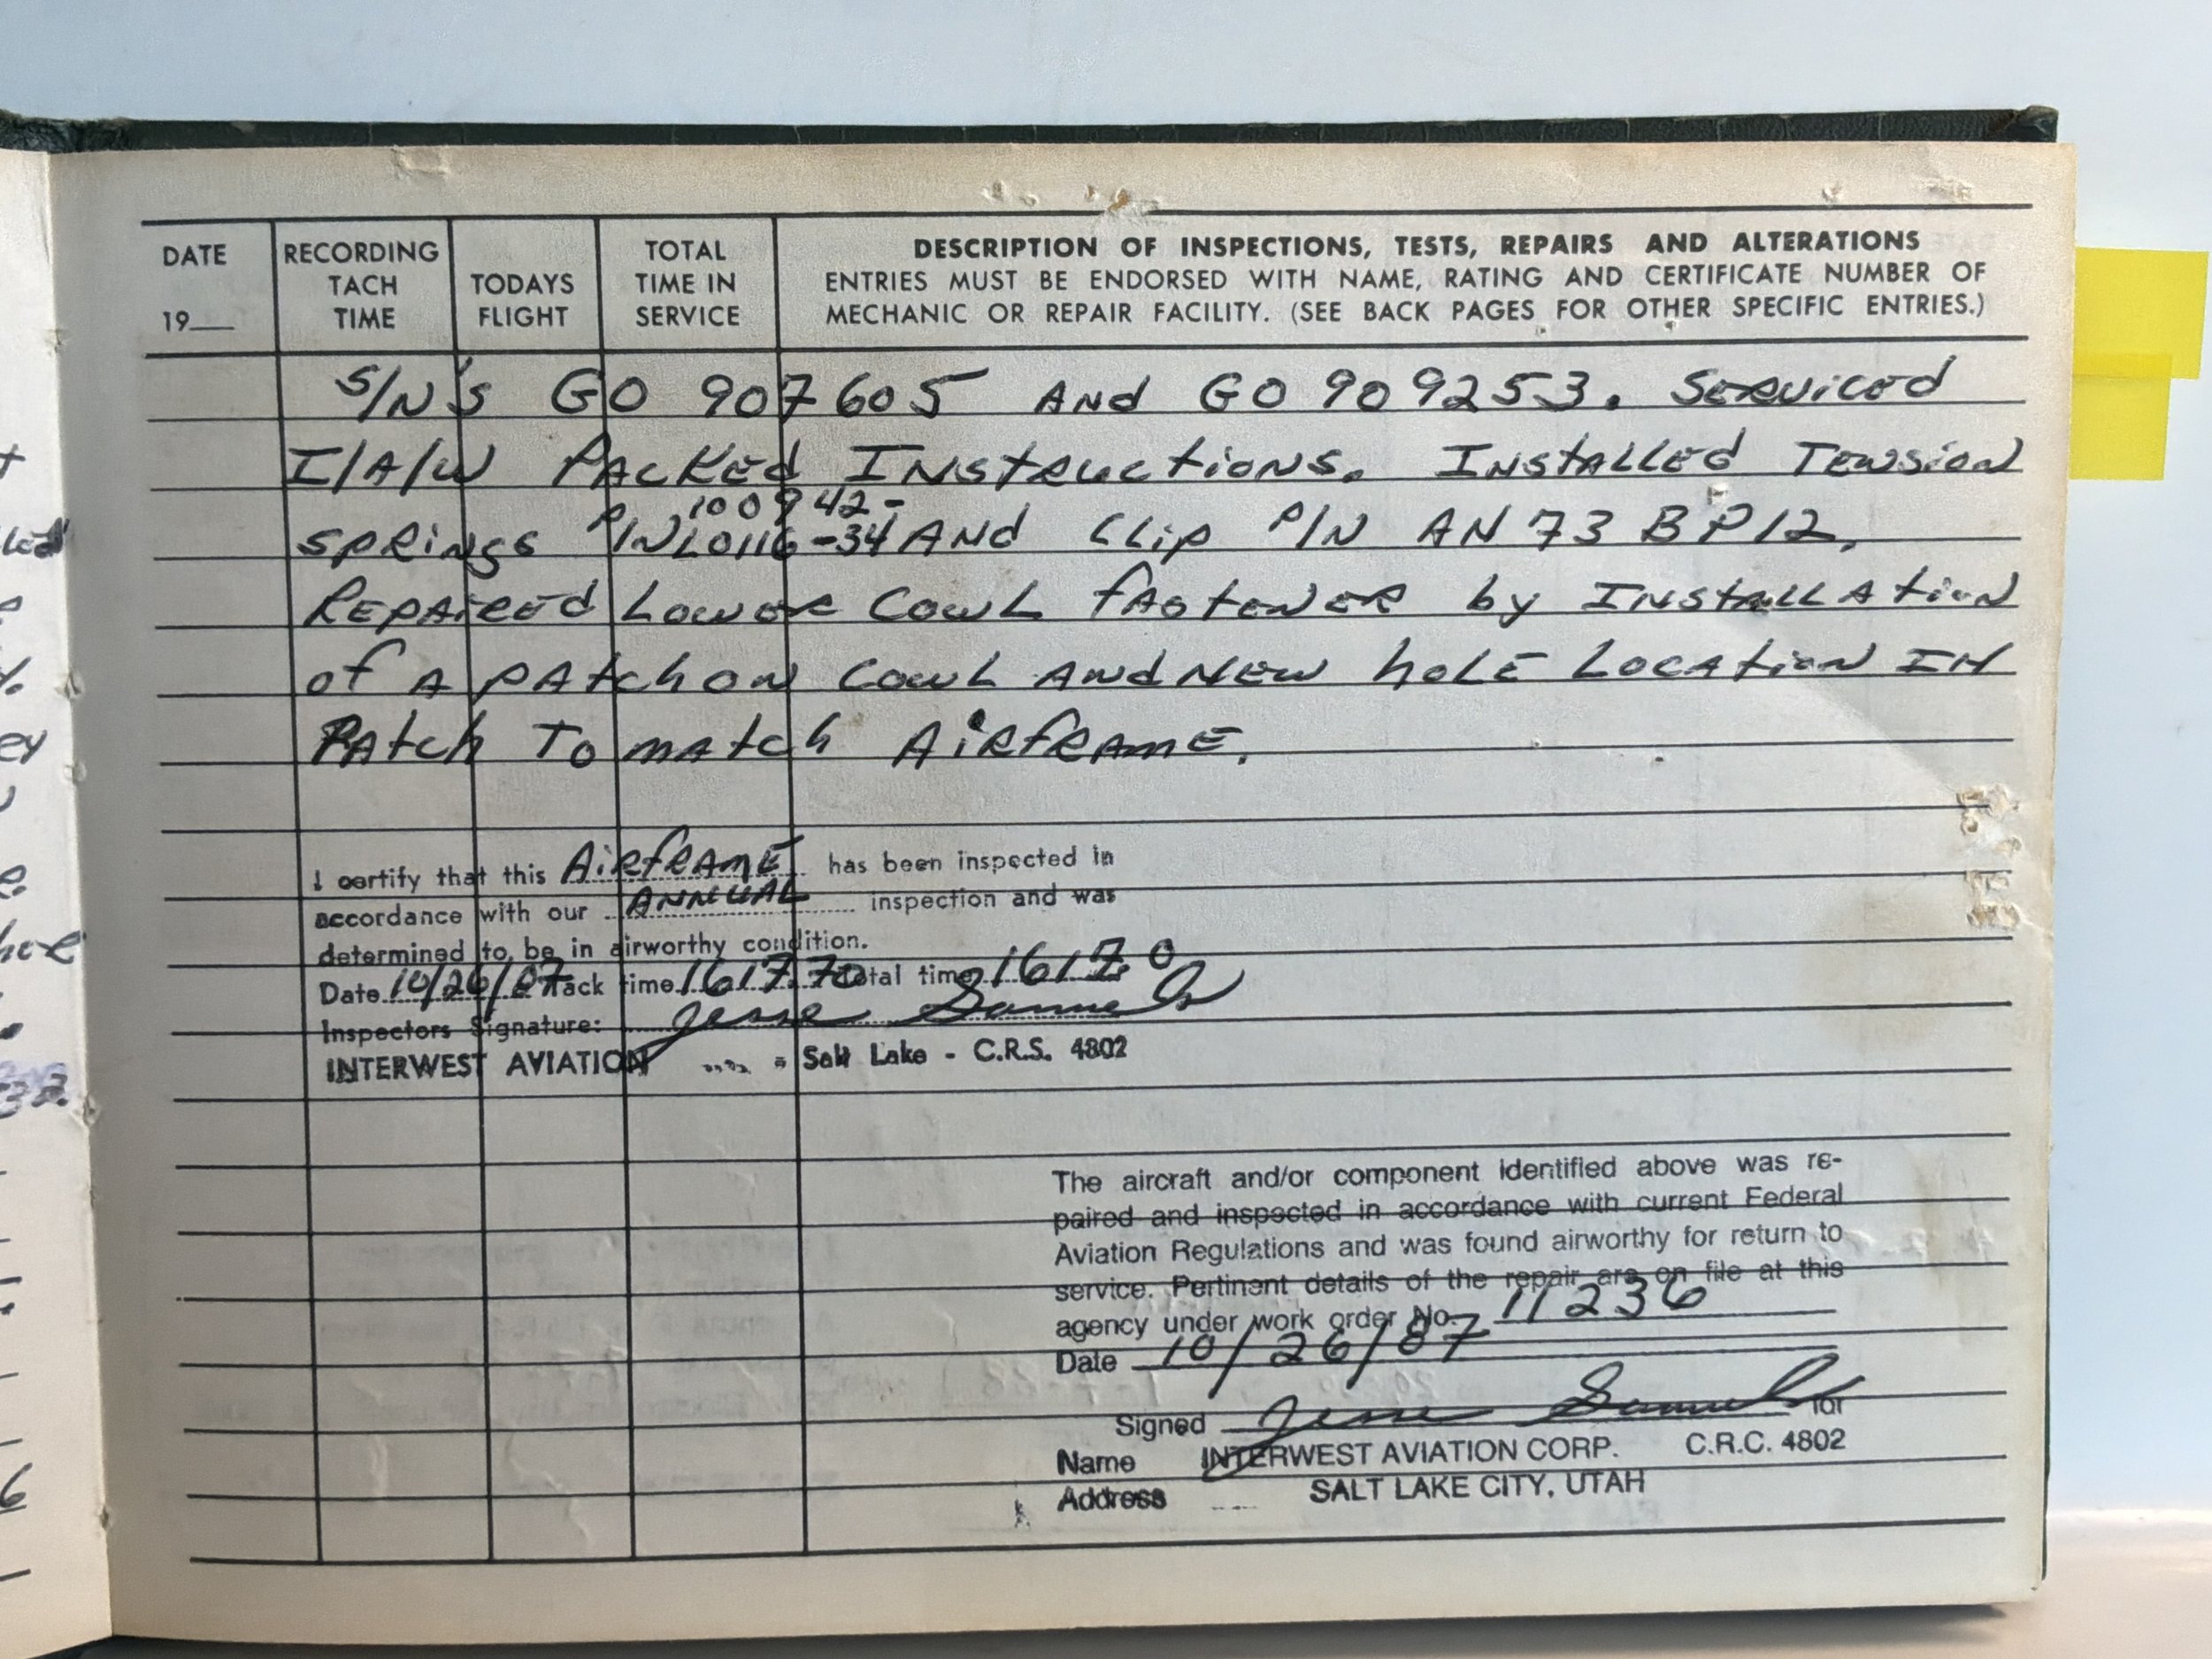 DATE
19__
RECORDING
TACH
TIME
TODAYS
FLIGHT
TOTAL
TIME IN
SERVICE
DESCRIPTION OF INSPECTIONS, TESTS, REPAIRS AND ALTERATIONS
ENTRIES MUST BE ENDORSED WITH NAME, RATING AND CERTIFICATE NUMBER OF
MECHANIC OR REPAIR FACILITY. (SEE BACK PAGES FOR OTHER SPECIFIC ENTRIES.)
S/N's GO 907605 And GO 909253. Serviced
I/A/W Packed Instructions. Installed Tension
100942-
springs P/N L0116-34 And Clip P/N AN 73 BP12.
Repaired Lower Cowl fastener by Installation
of A patch on Cowl And New hole Location IN
Patch To match Airframe.
I certify that this Airframe has been inspected in
accordance with our ANNUAL inspection and was
determined to be in airworthy condition.
Date 10/26/87 Tack time 1617.70 Total time 1617.0
Inspectors Signature: Jesse Samuels
INTERWEST AVIATION - Salt Lake - C.R.S. 4802
The aircraft and/or component identified above was re-
paired and inspected in accordance with current Federal
Aviation Regulations and was found airworthy for return to
service. Pertinent details of the repair are on file at this
agency under work order No. 11236
Date 10/26/87
Signed Jesse Samuels for
Name INTERWEST AVIATION CORP. C.R.C. 4802
Address SALT LAKE CITY, UTAH